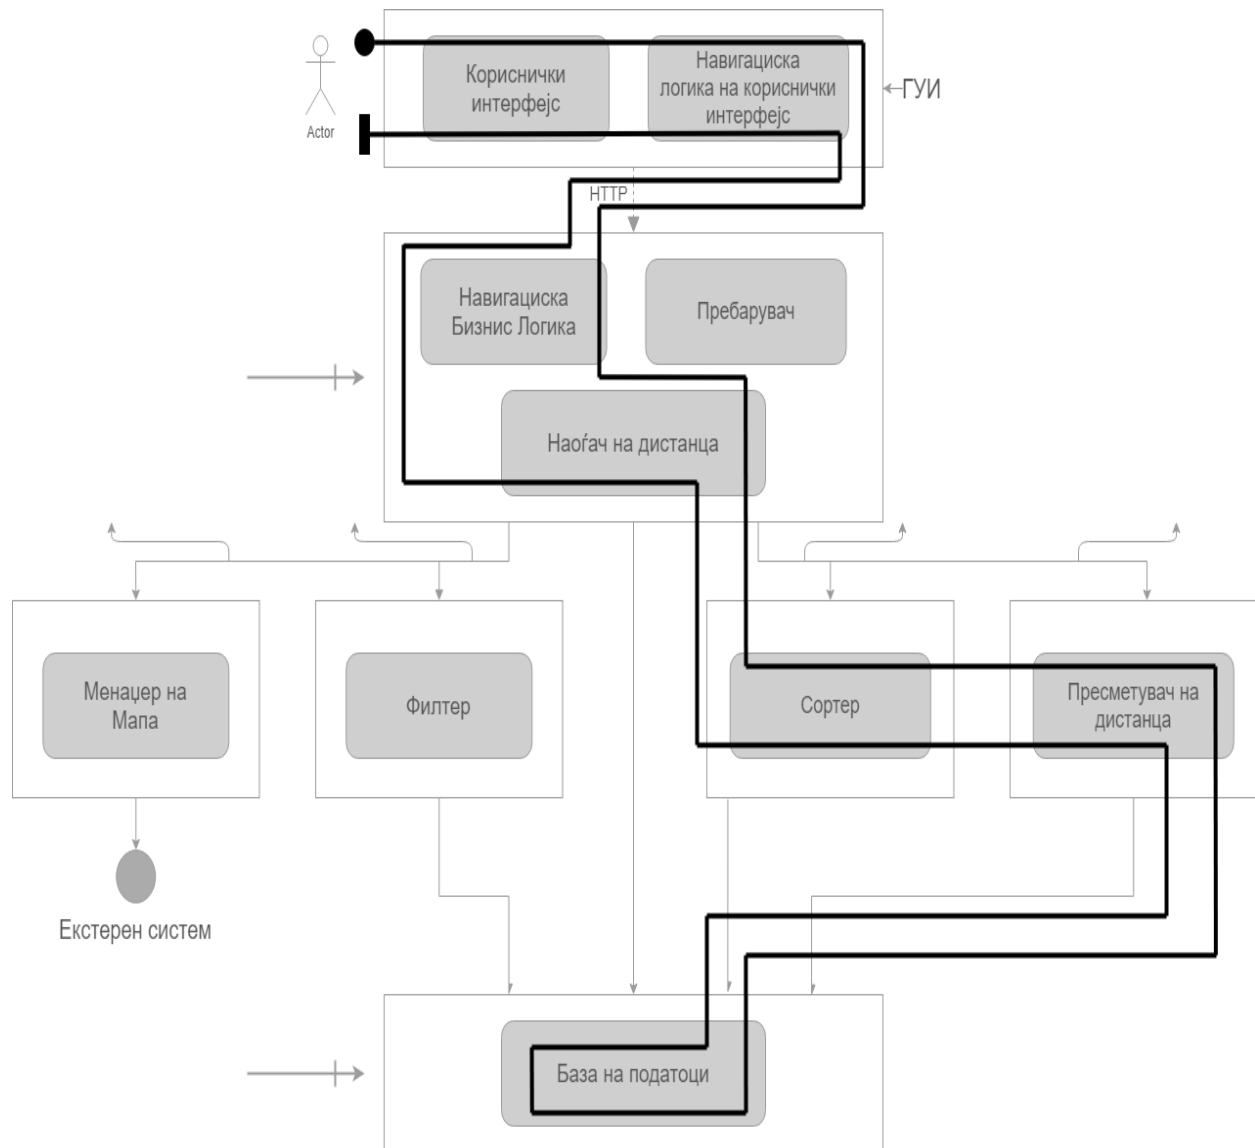 Actor
Кориснички
интерфејс
Навигациска
логика на кориснички
интерфејс
ГУИ
HTTP
Навигациска
Бизнис Логика
Пребарувач
Наоѓач на дистанца
Менаџер на
Мапа
Филтер
Сортер
Пресметувач на
дистанца
Екстерен систем
База на податоци